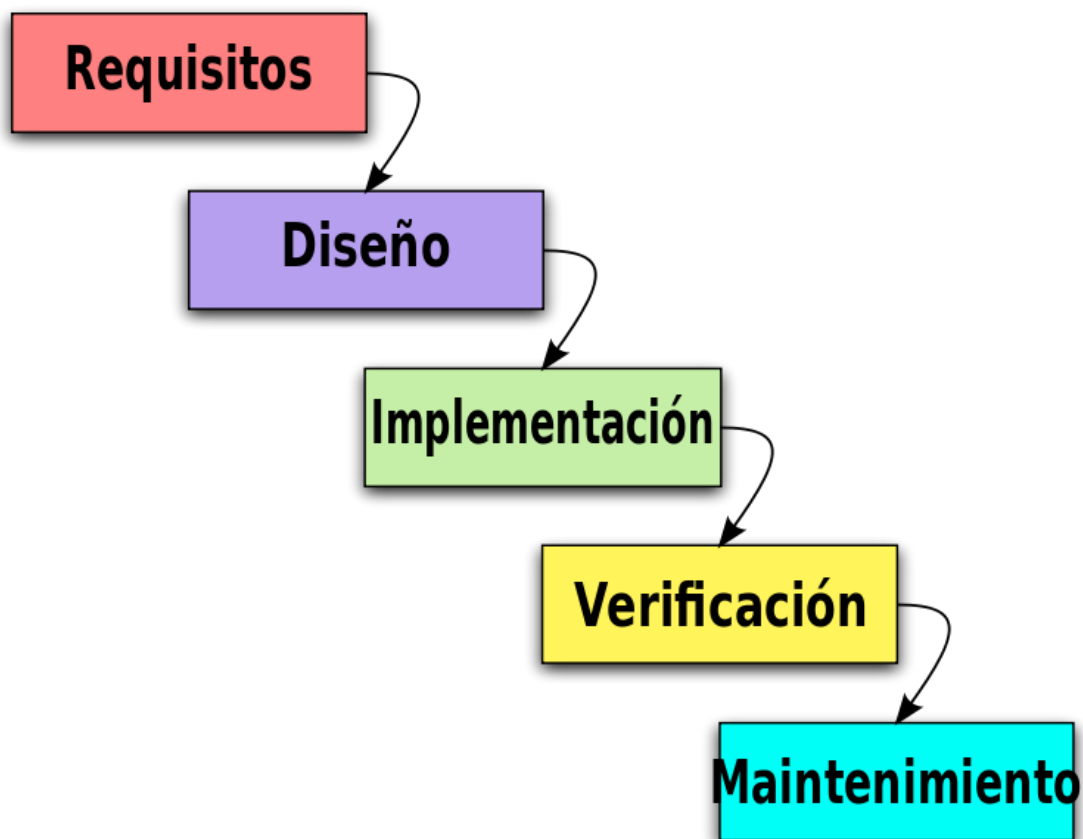 Requisitos
Diseño
Implementación
Verificación
Maintenimiento